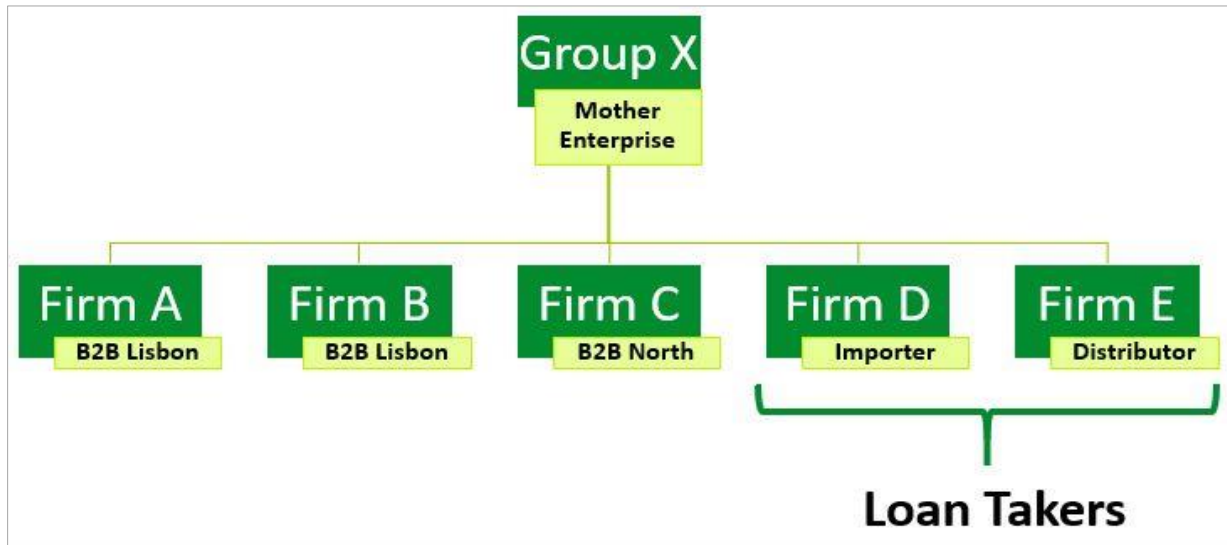 Group X
Mother
Enterprise
Firm A
B2B Lisbon
Firm B
B2B Lisbon
Firm C
B2B North
Firm D
Importer
Firm E
Distributor
Loan Takers